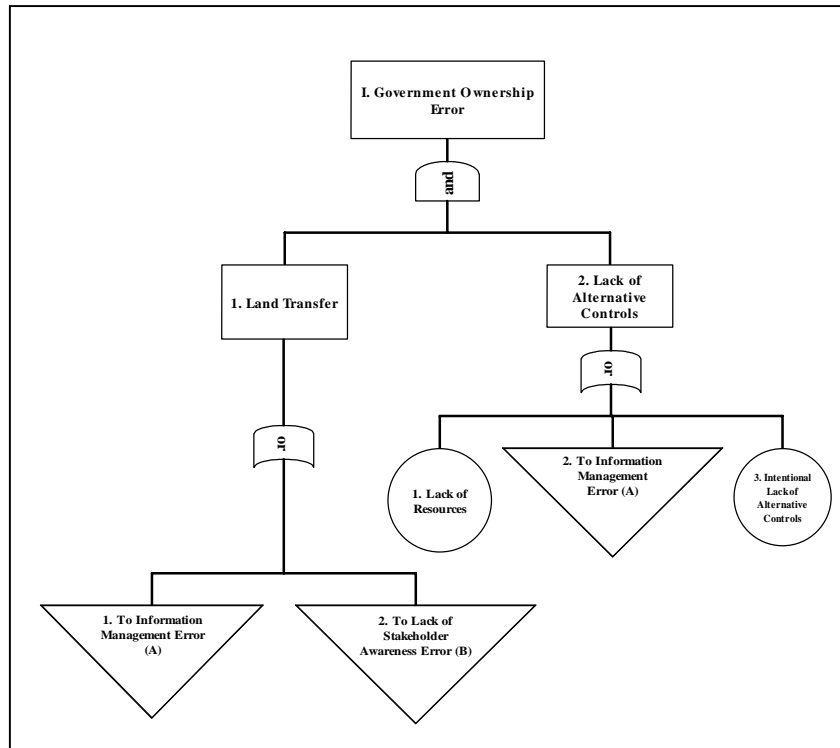 I. Government Ownership
Error
and
1. Land Transfer
2. Lack of
Alternative
Controls
or
or
1. Lack of
Resources
2. To Information
Management
Error (A)
3. Intentional
Lack of
Alternative
Controls
1. To Information
Management Error
(A)
2. To Lack of
Stakeholder
Awareness Error (B)